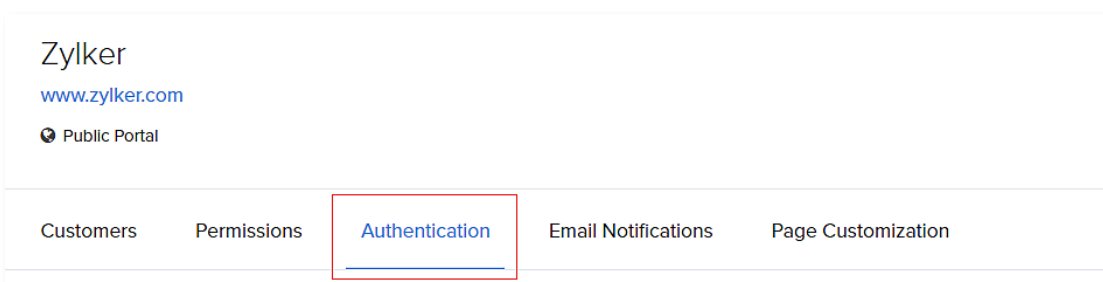 Zylker
www.zylker.com
Public Portal
Customers Permissions Authentication Email Notifications Page Customization